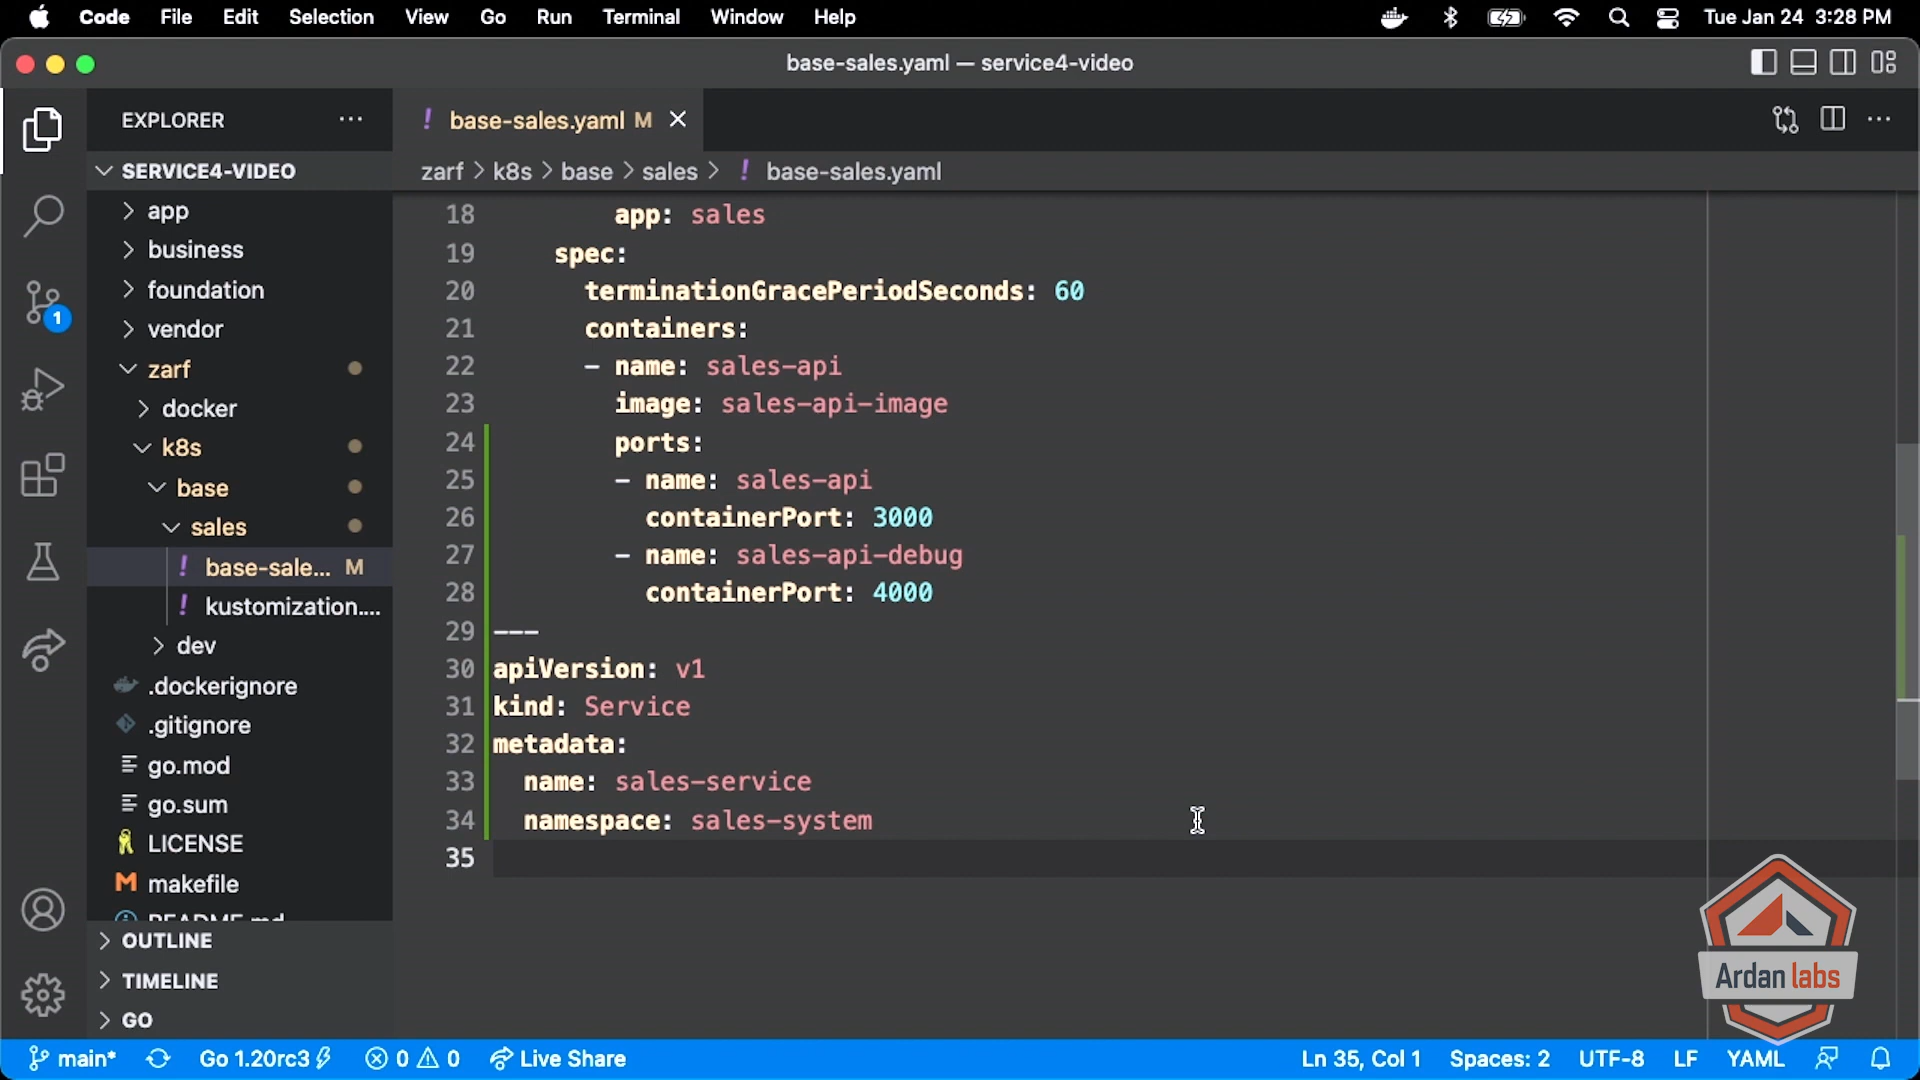 Code File Edit Selection View Go Run Terminal Window Help Tue Jan 24 3:28 PM
base-sales.yaml — service4-video
EXPLORER ···
! base-sales.yaml M ×
SERVICE4-VIDEO
zarf > k8s > base > sales > ! base-sales.yaml
app
business
foundation
vendor
zarf
docker
k8s
base
sales
! base-sale... M
! kustomization....
dev
.dockerignore
.gitignore
go.mod
go.sum
LICENSE
makefile
README.md
OUTLINE
TIMELINE
GO
1
18 app: sales
19 spec:
20 terminationGracePeriodSeconds: 60
21 containers:
22 - name: sales-api
23 image: sales-api-image
24 ports:
25 - name: sales-api
26 containerPort: 3000
27 - name: sales-api-debug
28 containerPort: 4000
29 ---
30 apiVersion: v1
31 kind: Service
32 metadata:
33 name: sales-service
34 namespace: sales-system
35
Ardan labs
main* Go 1.20rc3 0 0 Live Share Ln 35, Col 1 Spaces: 2 UTF-8 LF YAML